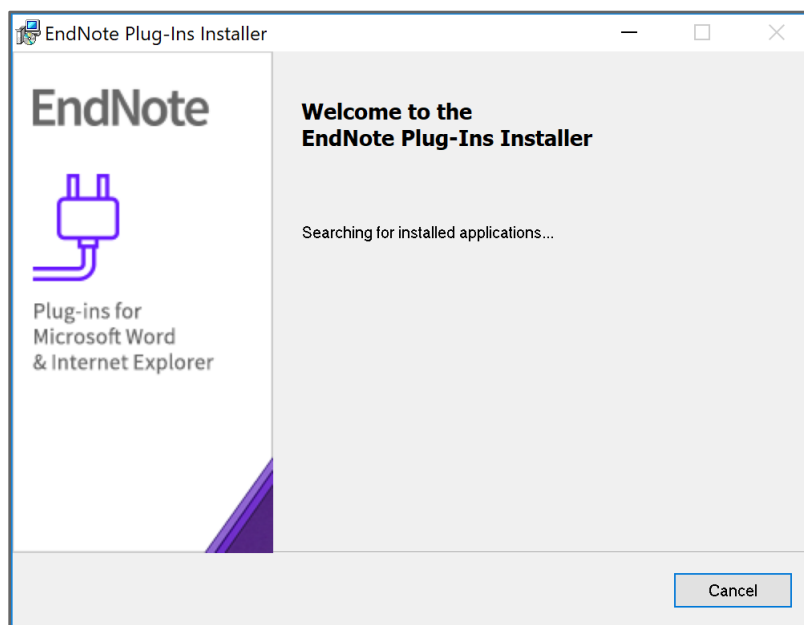 EndNote Plug-Ins Installer
EndNote
Plug-ins for
Microsoft Word
& Internet Explorer
Welcome to the
EndNote Plug-Ins Installer
Searching for installed applications...
Cancel